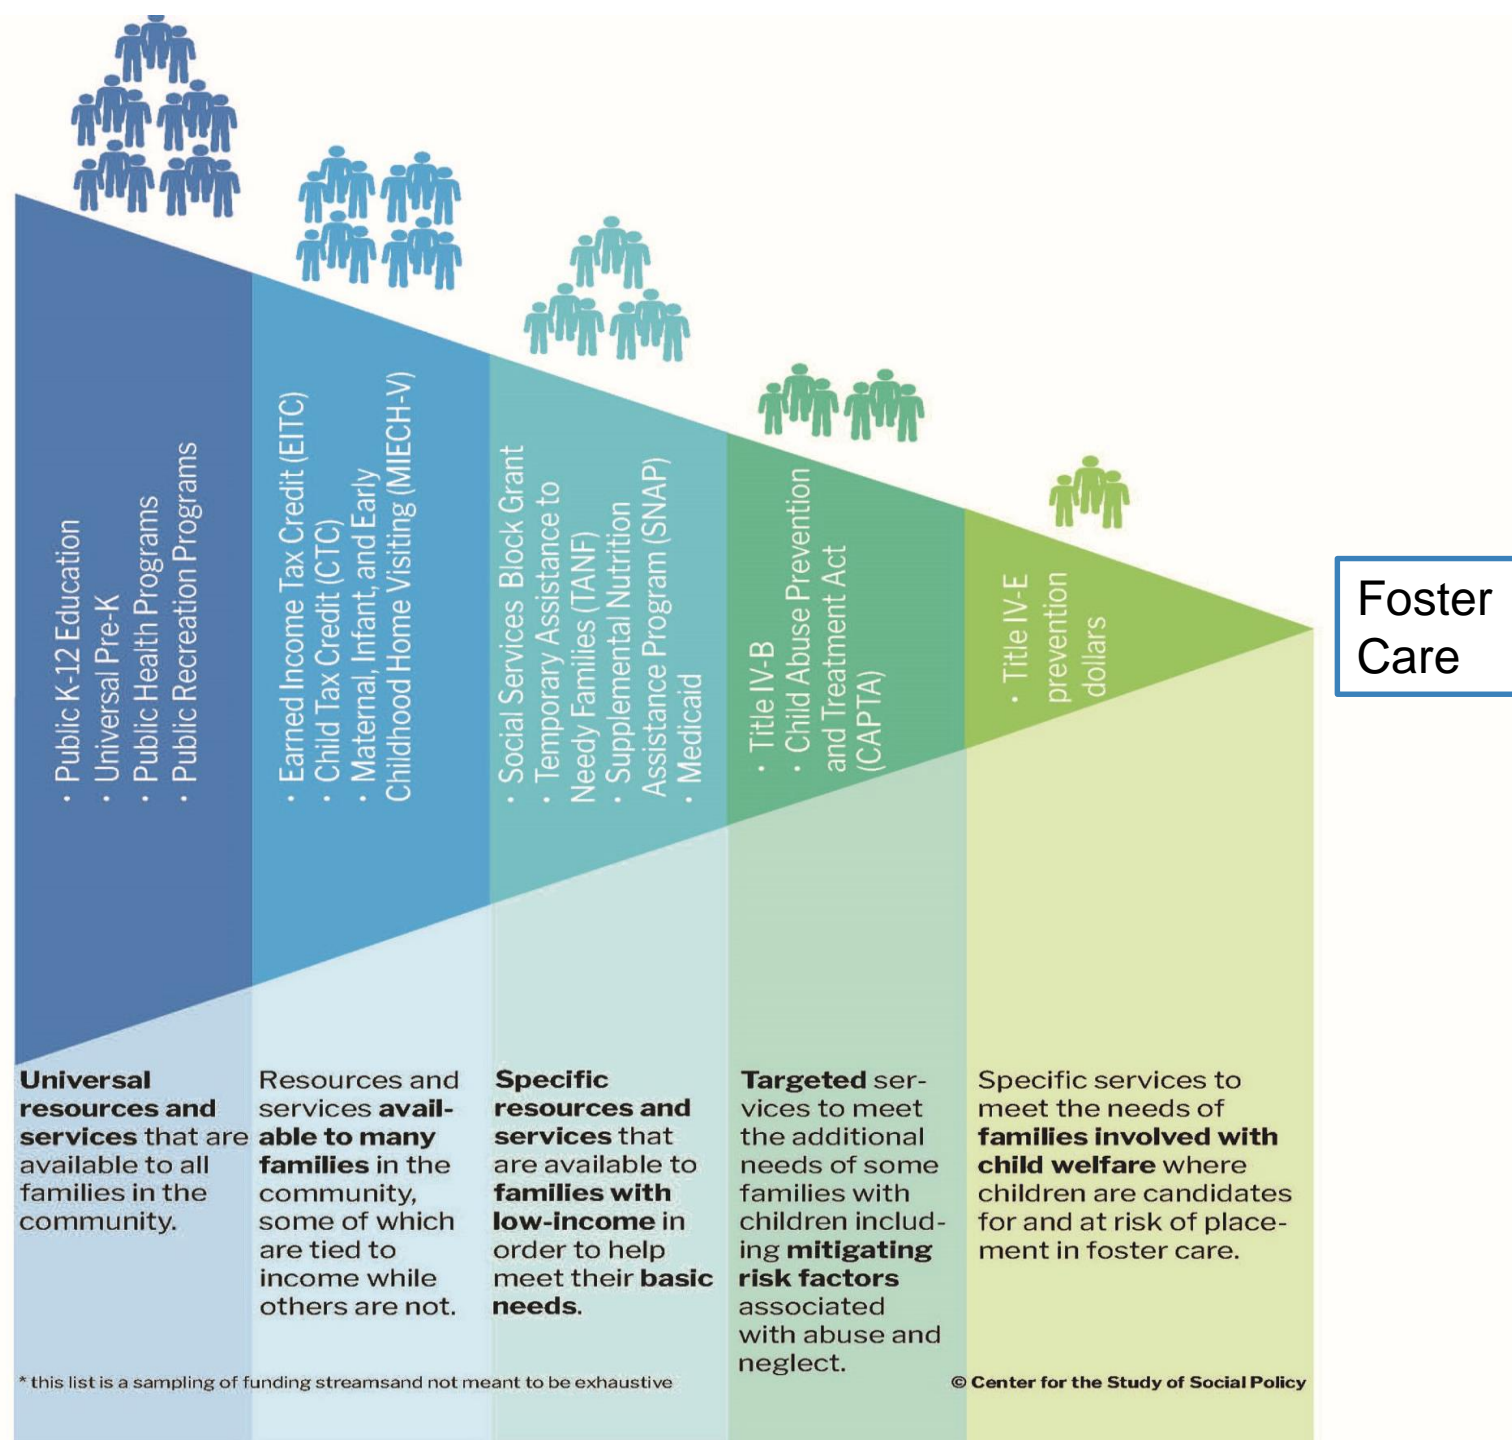 • Public K-12 Education
• Universal Pre-K
• Public Health Programs
• Public Recreation Programs
• Earned Income Tax Credit (EITC)
• Child Tax Credit (CTC)
• Maternal, Infant, and Early
Childhood Home Visiting (MIECH-V)
• Social Services Block Grant
• Temporary Assistance to
Needy Families (TANF)
• Supplemental Nutrition
Assistance Program (SNAP)
• Medicaid
• Title IV-B
• Child Abuse Prevention
and Treatment Act
(CAPTA)
• Title IV-E
prevention
dollars
Foster
Care
Universal
resources and
services that are
available to all
families in the
community.
Resources and
services avail-
able to many
families in the
community,
some of which
are tied to
income while
others are not.
Specific
resources and
services that
are available to
families with
low-income in
order to help
meet their basic
needs.
Targeted ser-
vices to meet
the additional
needs of some
families with
children includ-
ing mitigating
risk factors
associated
with abuse and
neglect.
Specific services to
meet the needs of
families involved with
child welfare where
children are candidates
for and at risk of place-
ment in foster care.
* this list is a sampling of funding streamsand not meant to be exhaustive
© Center for the Study of Social Policy